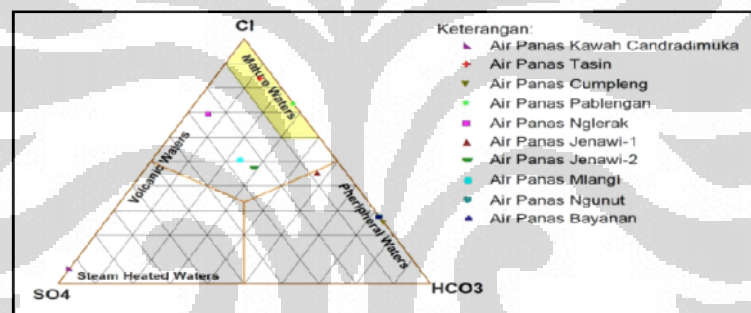 Cl
Keterangan:
Air Panas Kawah Candradimuka
Air Panas Tasin
Air Panas Cumpleng
Air Panas Pablengan
Air Panas Nglerak
Air Panas Jenawi-1
Air Panas Jenawi-2
Air Panas Mlangi
Air Panas Ngunut
Air Panas Bayanan
Mature Waters
Volcanic Waters
Pheripheral Waters
Steam Heated Waters
SO4
HCO3